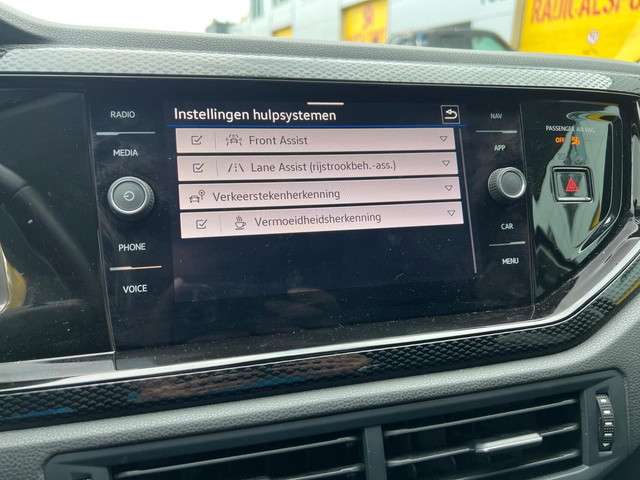 RADICALSPO
RADIO
MEDIA
PHONE
VOICE
Instellingen hulpsystemen
Front Assist
Lane Assist (rijstrookbeh.-ass.)
Verkeerstekenherkenning
Vermoeidheidsherkenning
NAV
APP
CAR
MENU
PASSENGER AIR BAG
OFF